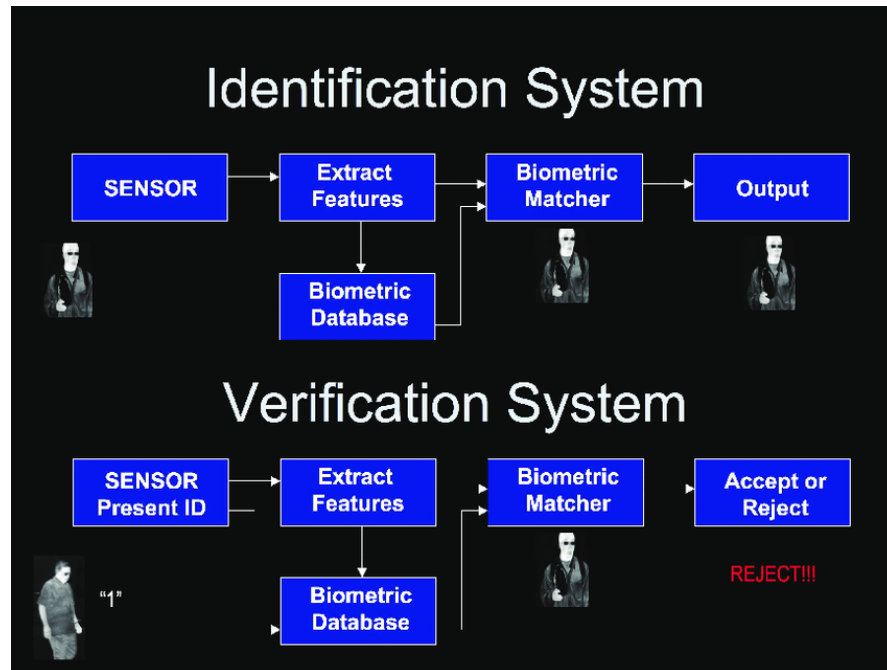 Identification System
SENSOR
Extract
Features
Biometric
Matcher
Output
Biometric
Database
Verification System
SENSOR
Present ID
Extract
Features
Biometric
Matcher
Accept or
Reject
"1"
Biometric
Database
REJECT!!!